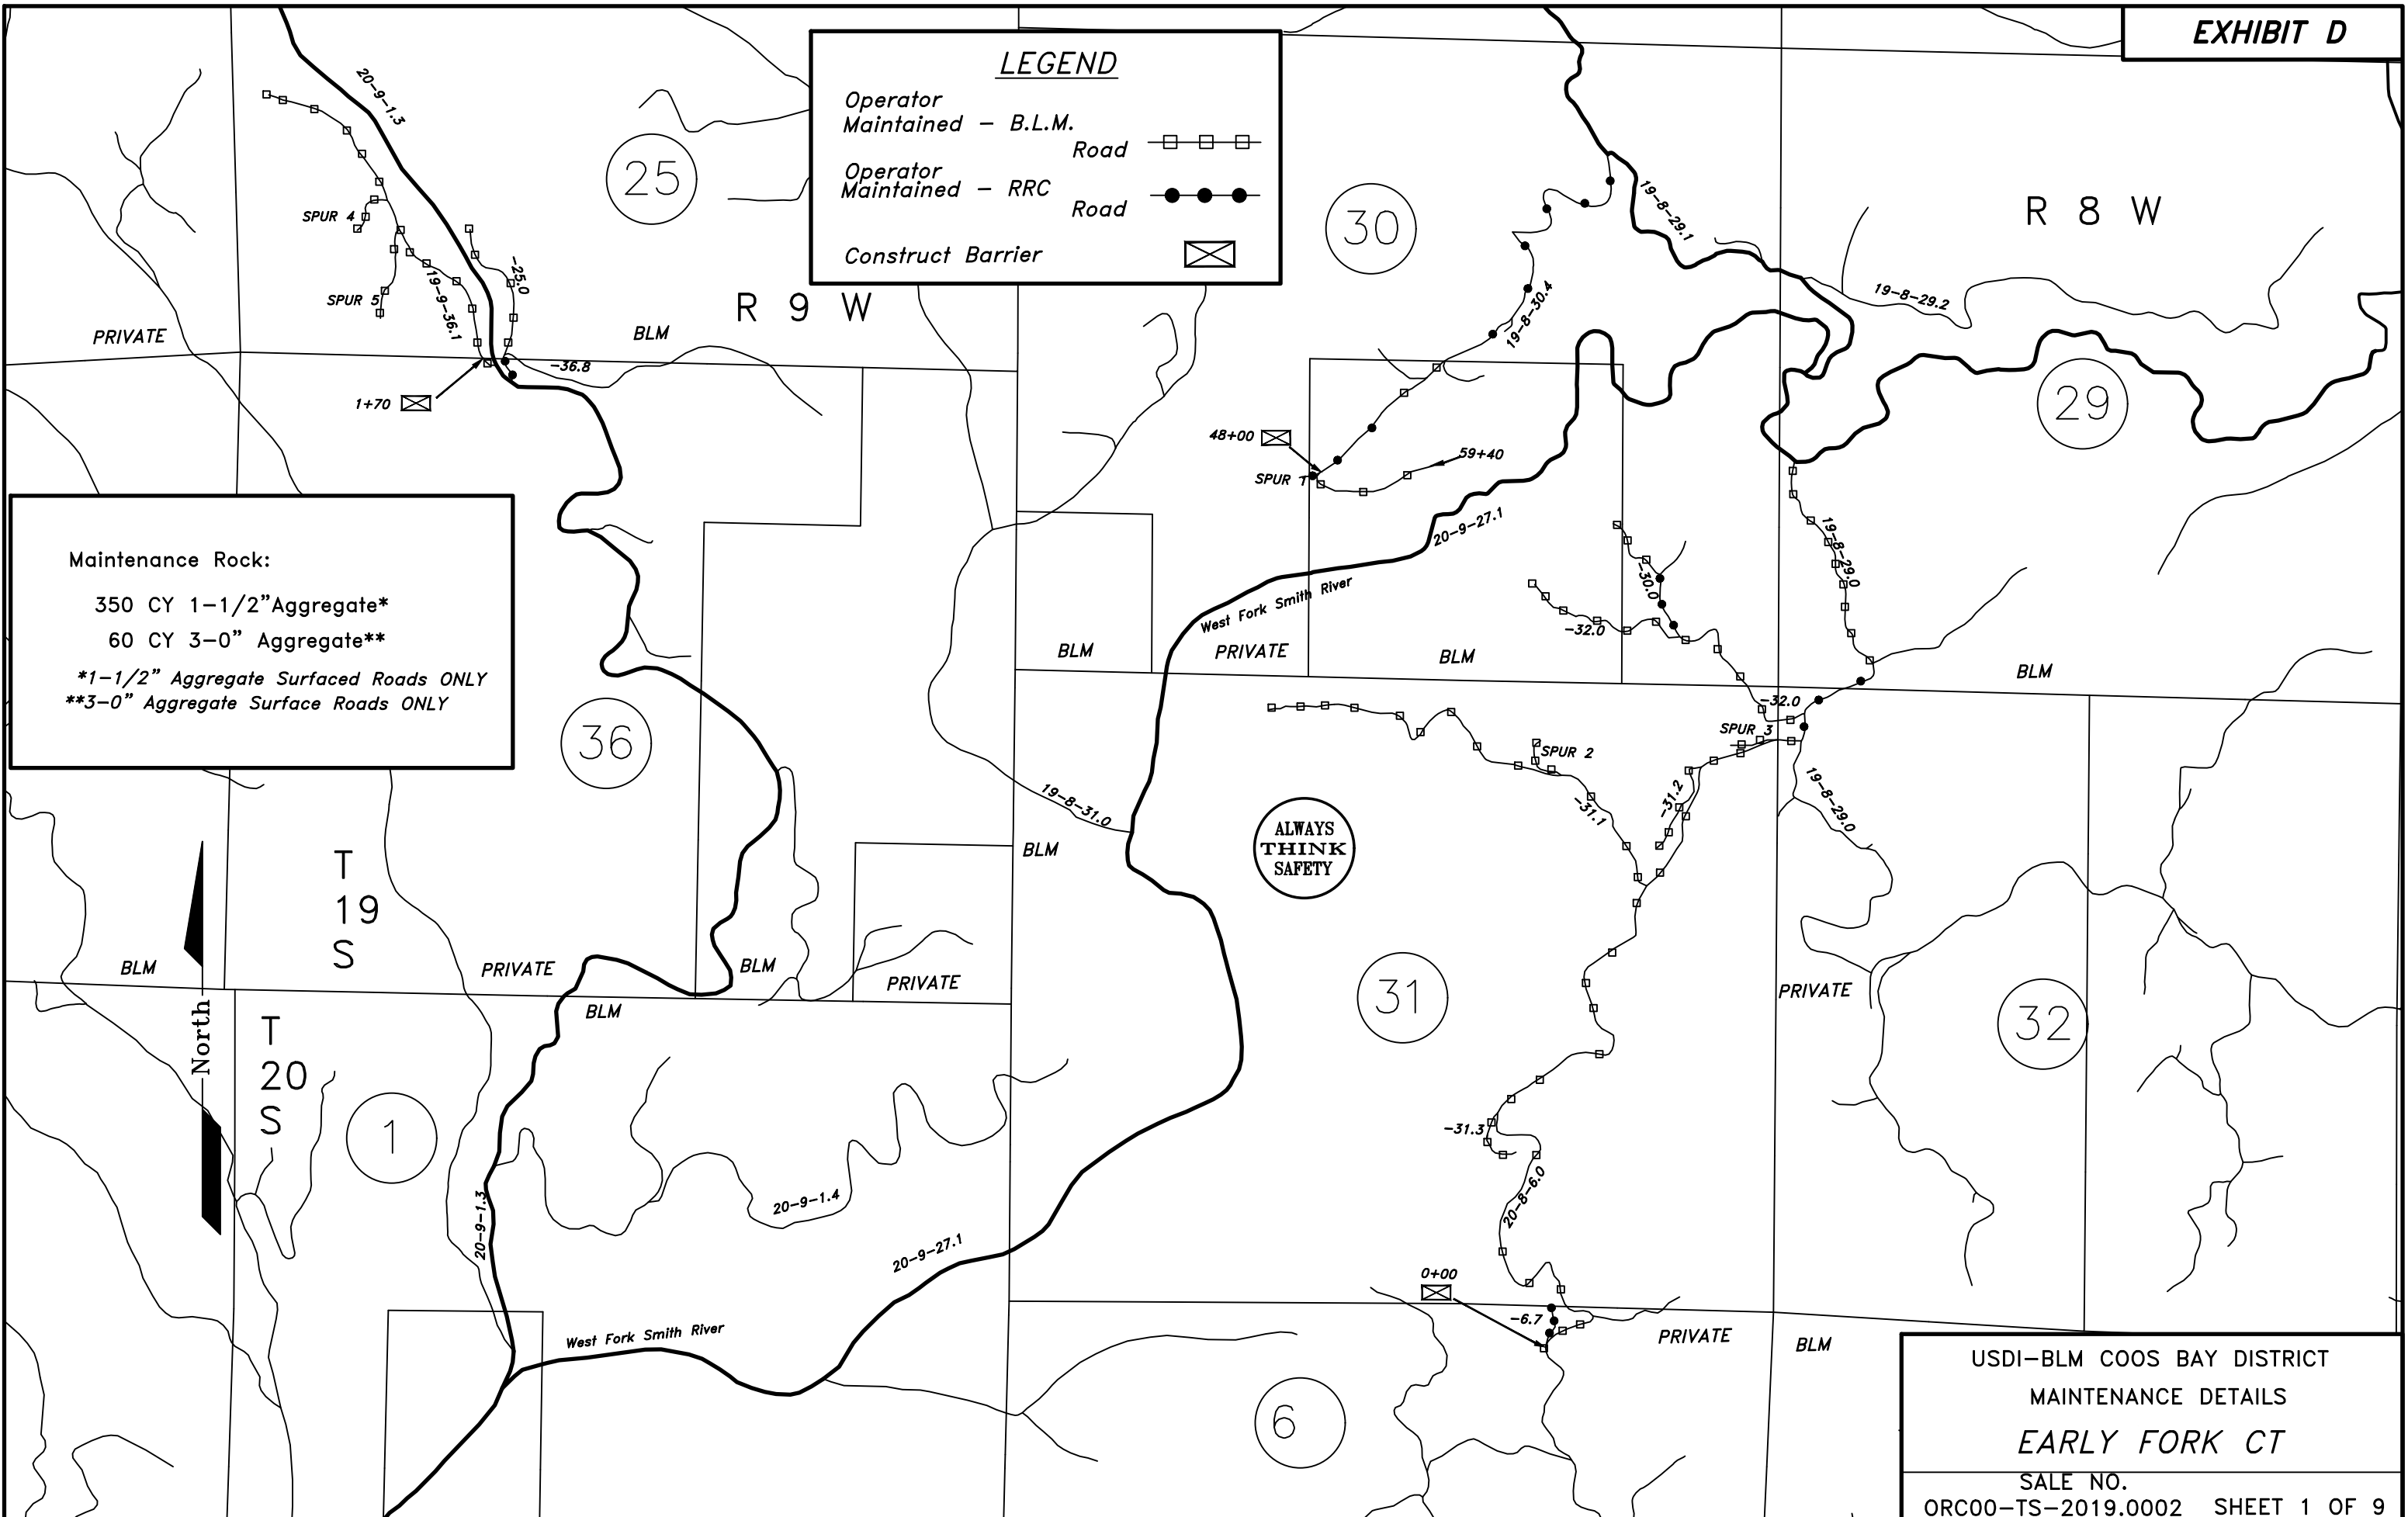 EXHIBIT D
LEGEND
Operator
Maintained - B.L.M.
Road
Operator
Maintained - RRC
Road
Construct Barrier
20-9-1.3
25
30
19-8-29.1
R 8 W
SPUR 4
-25.0
SPUR 5
19-9-36.1
R 9 W
19-8-30.4
19-8-29.2
PRIVATE
BLM
-36.8
1+70
29
48+00
59+40
SPUR 1
20-9-27.1
19-8-29.0
Maintenance Rock:
350 CY 1-1/2”Aggregate*
60 CY 3-0” Aggregate**
*1-1/2” Aggregate Surfaced Roads ONLY
**3-0” Aggregate Surface Roads ONLY
-30.0
West Fork Smith River
-32.0
BLM
PRIVATE
BLM
BLM
-32.0
SPUR 3
36
SPUR 2
19-8-31.0
-31.1
-31.2
19-8-29.0
ALWAYS
THINK
SAFETY
BLM
T
19
S
BLM
PRIVATE
BLM
PRIVATE
31
PRIVATE
32
BLM
North
T
20
S
1
-31.3
20-9-1.3
20-9-1.4
20-8-6.0
20-9-27.1
0+00
-6.7
West Fork Smith River
PRIVATE
BLM
6
USDI-BLM COOS BAY DISTRICT
MAINTENANCE DETAILS
EARLY FORK CT
SALE NO.
ORC00-TS-2019.0002 SHEET 1 OF 9